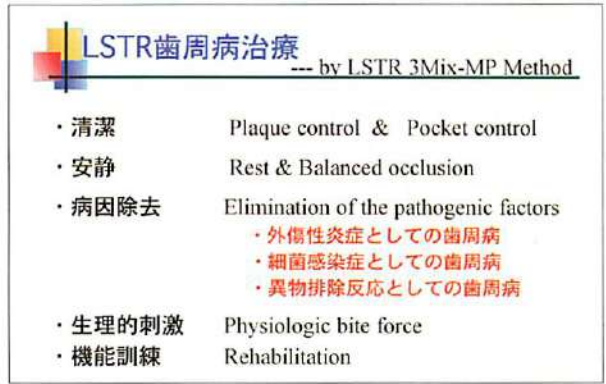 LSTR歯周病治療
--- by LSTR 3Mix-MP Method
・清潔 Plaque control & Pocket control
・安静 Rest & Balanced occlusion
・病因除去 Elimination of the pathogenic factors
・外傷性炎症としての歯周病
・細菌感染症としての歯周病
・異物排除反応としての歯周病
・生理的刺激 Physiologic bite force
・機能訓練 Rehabilitation